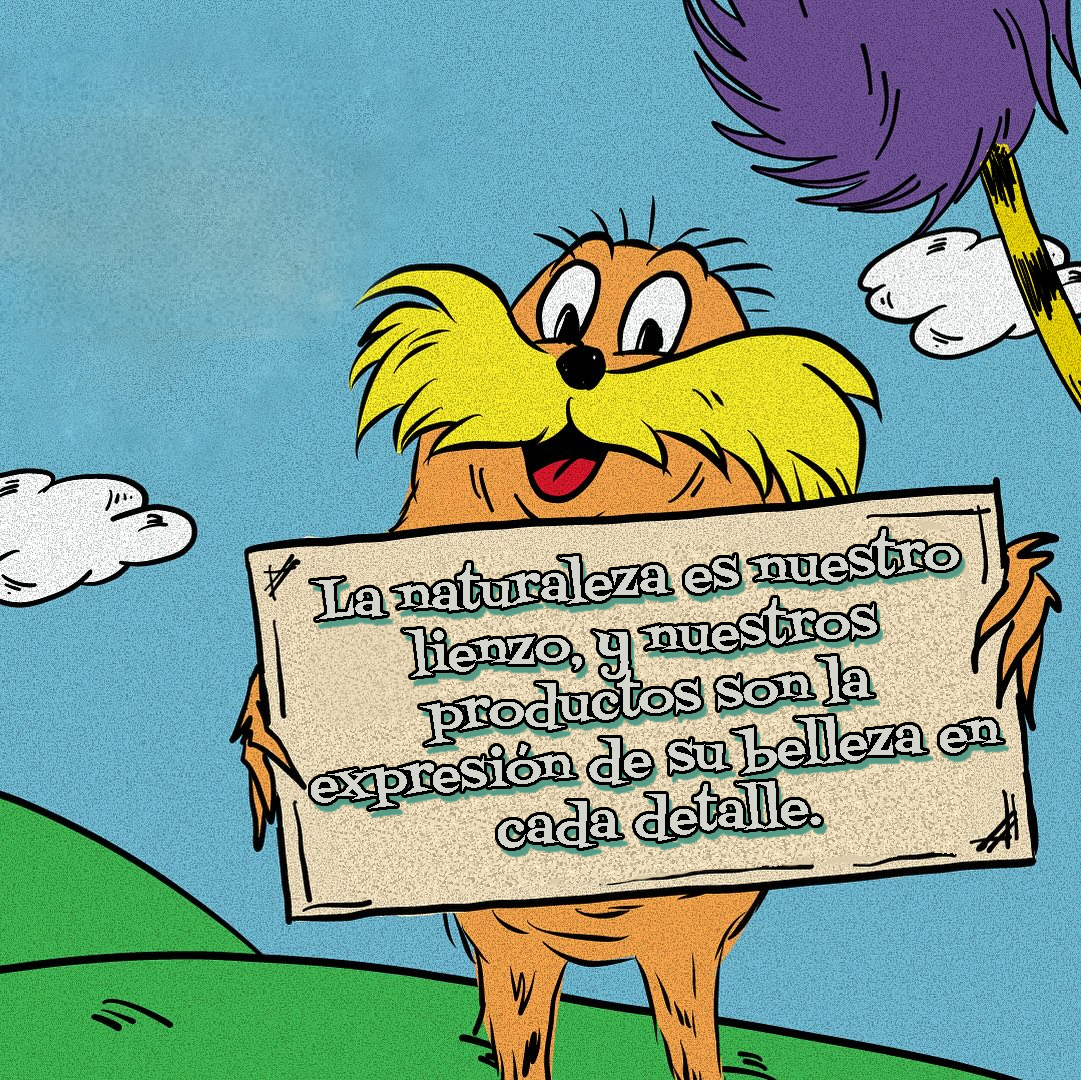 La naturaleza es nuestro
lienzo, y nuestros
productos son la
expresión de su belleza en
cada detalle.